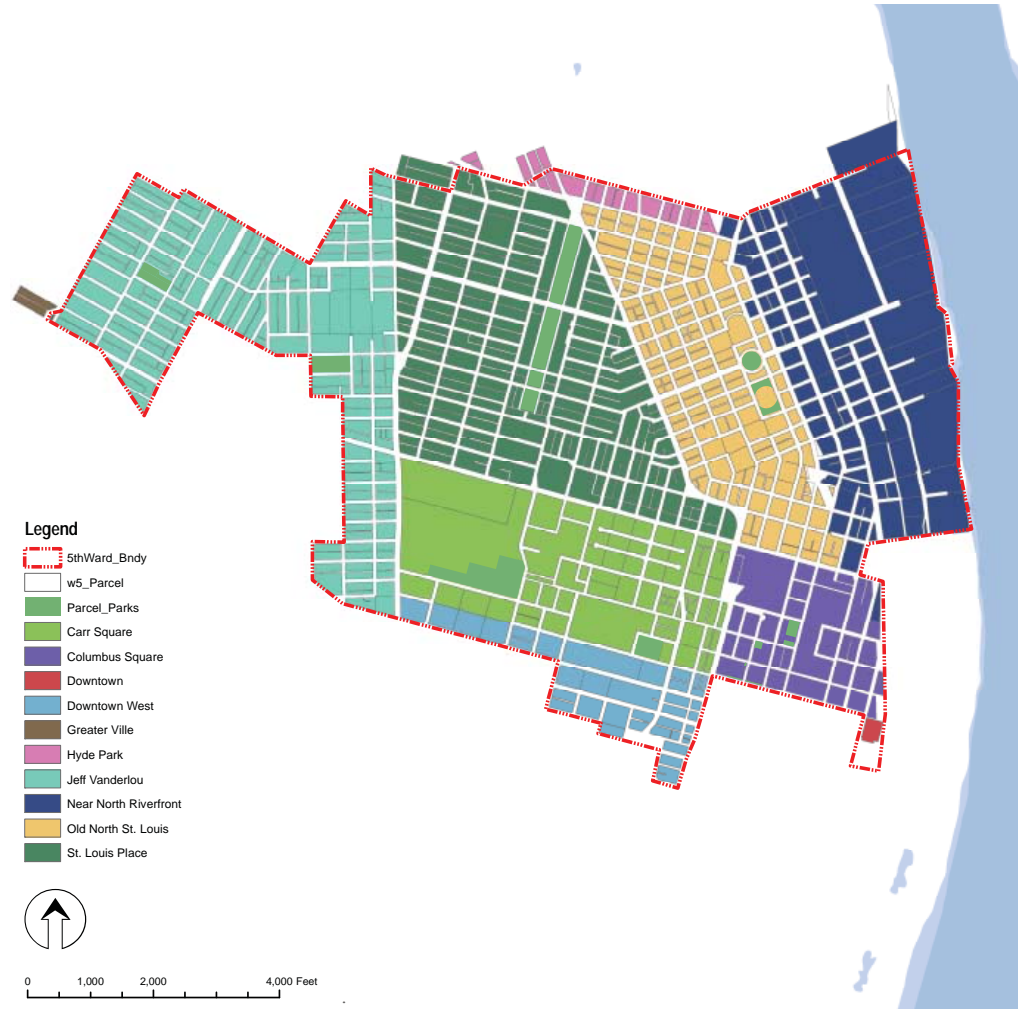 Legend
5thWard_Bndy
w5_Parcel
Parcel_Parks
Carr Square
Columbus Square
Downtown
Downtown West
Greater Ville
Hyde Park
Jeff Vanderlou
Near North Riverfront
Old North St. Louis
St. Louis Place
0 1,000 2,000 4,000 Feet